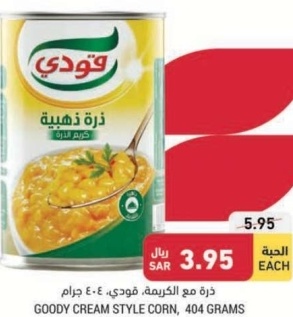 قودي
ذرة ذهبية
كريم الذرة
5.95
ريال
SAR
3.95
الحبة
EACH
ذرة مع الكريمة، قودي، ٤٠٤ جرام
GOODY CREAM STYLE CORN, 404 GRAMS